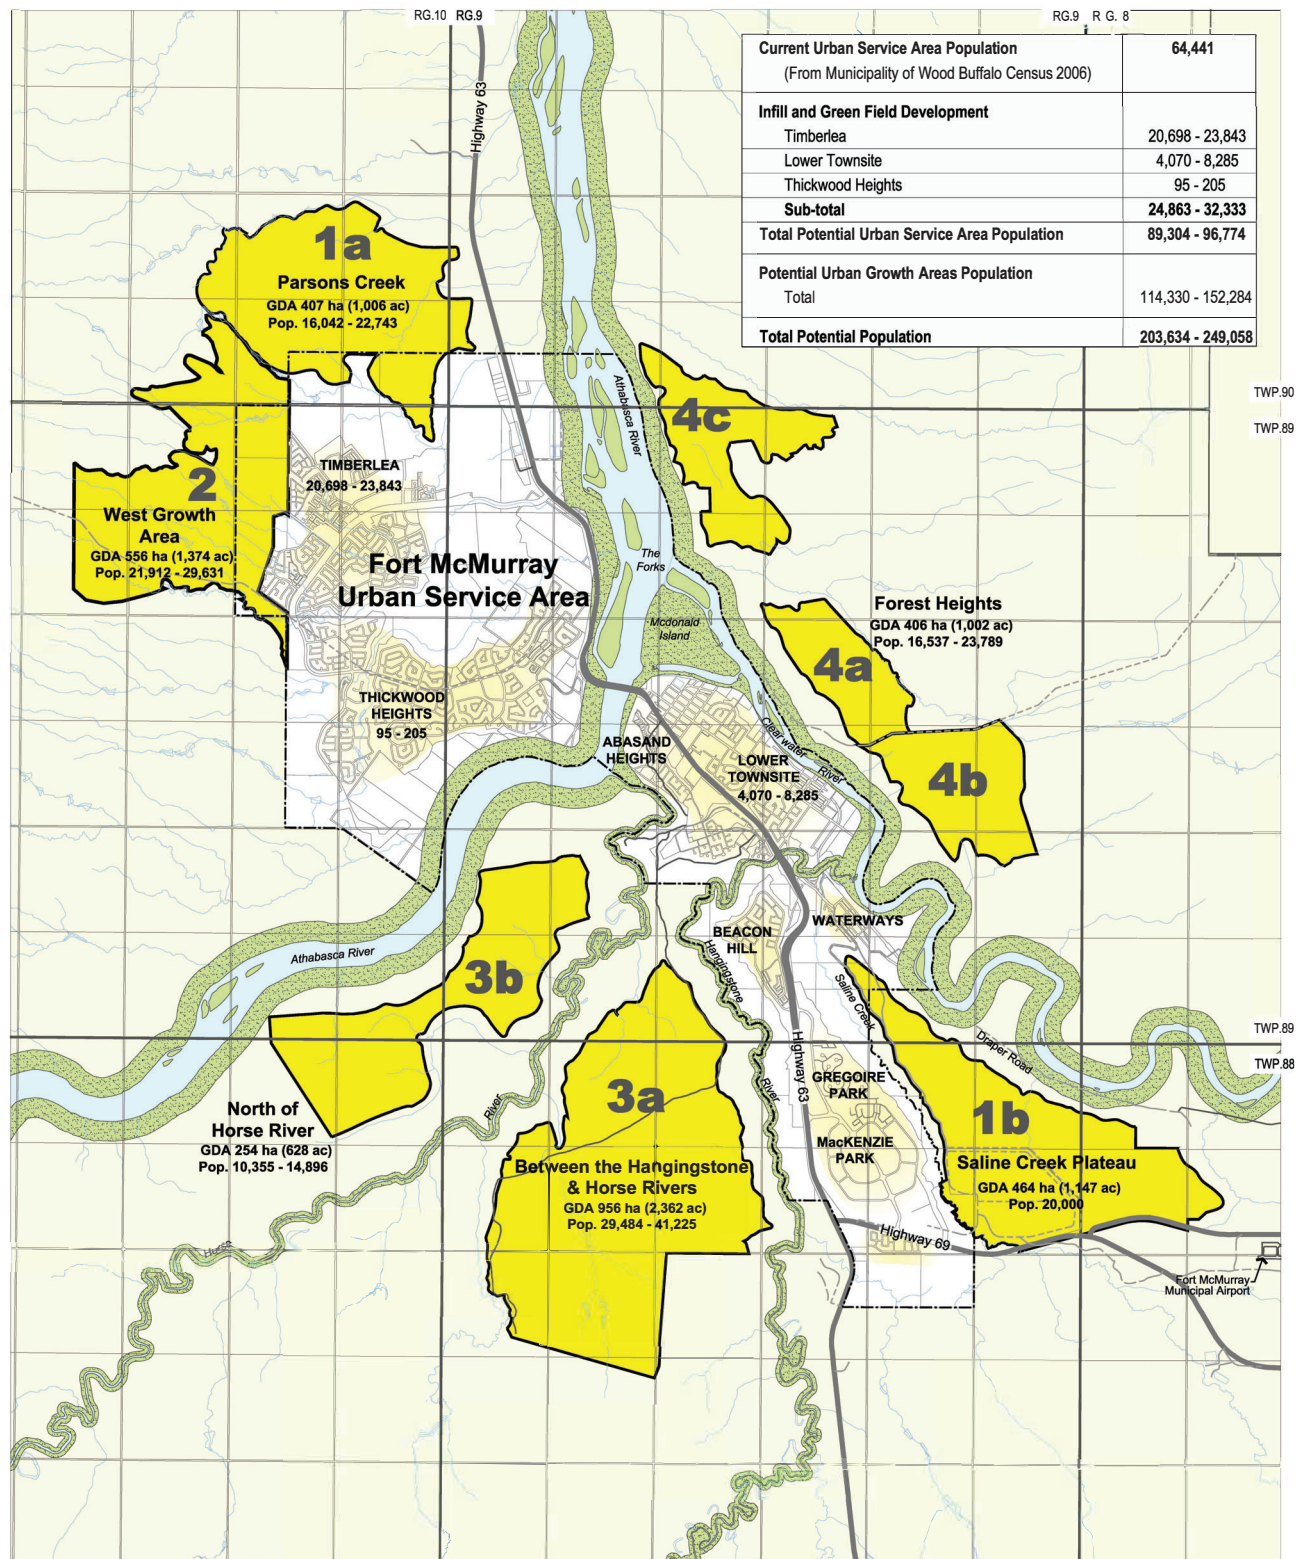 RG.10 RG.9
RG.9 R G. 8
Current Urban Service Area Population 64,441
(From Municipality of Wood Buffalo Census 2006)
Infill and Green Field Development
Timberlea 20,698 - 23,843
Lower Townsite 4,070 - 8,285
Thickwood Heights 95 - 205
Sub-total 24,863 - 32,333
Total Potential Urban Service Area Population 89,304 - 96,774
Potential Urban Growth Areas Population
Total 114,330 - 152,284
Total Potential Population 203,634 - 249,058
Highway 63
1a
Parsons Creek
GDA 407 ha (1,006 ac)
Pop. 16,042 - 22,743
TWP.90
TWP.89
Athabasca River
4c
TIMBERLEA
20,698 - 23,843
2
West Growth
Area
GDA 556 ha (1,374 ac)
Pop. 21,912 - 29,631
Fort McMurray
Urban Service Area
The
Forks
Mcdonald
Island
Forest Heights
GDA 406 ha (1,002 ac)
Pop. 16,537 - 23,789
4a
THICKWOOD
HEIGHTS
95 - 205
ABASAND
HEIGHTS
LOWER
TOWNSITE
4,070 - 8,285
Clearwater
River
4b
WATERWAYS
BEACON
HILL
Hangingstone
River
Athabasca River
3b
Saline Creek
Draper Road
TWP.89
TWP.88
Highway 63
GREGOIRE
PARK
MacKENZIE
PARK
3a
Between the Hangingstone
& Horse Rivers
GDA 956 ha (2,362 ac)
Pop. 29,484 - 41,225
North of
Horse River
GDA 254 ha (628 ac)
Pop. 10,355 - 14,896
River
Horse
1b
Saline Creek Plateau
GDA 464 ha (1,147 ac)
Pop. 20,000
Highway 69
Fort McMurray
Municipal Airport